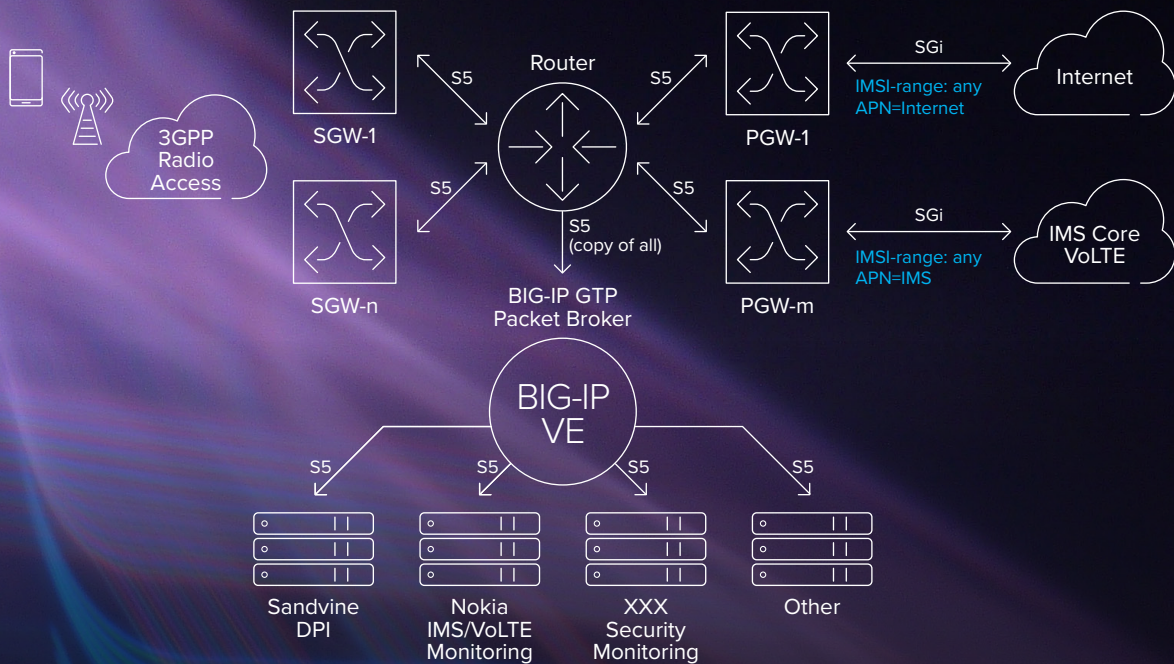 3GPP
Radio
Access
SGW-1
S5
Router
S5
PGW-1
SGi
IMSI-range: any
APN=Internet
Internet
SGW-n
S5
S5
(copy of all)
S5
PGW-m
SGi
IMSI-range: any
APN=IMS
IMS Core
VoLTE
BIG-IP GTP
Packet Broker
BIG-IP
VE
S5
S5
S5
S5
Sandvine
DPI
Nokia
IMS/VoLTE
Monitoring
XXX
Security
Monitoring
Other